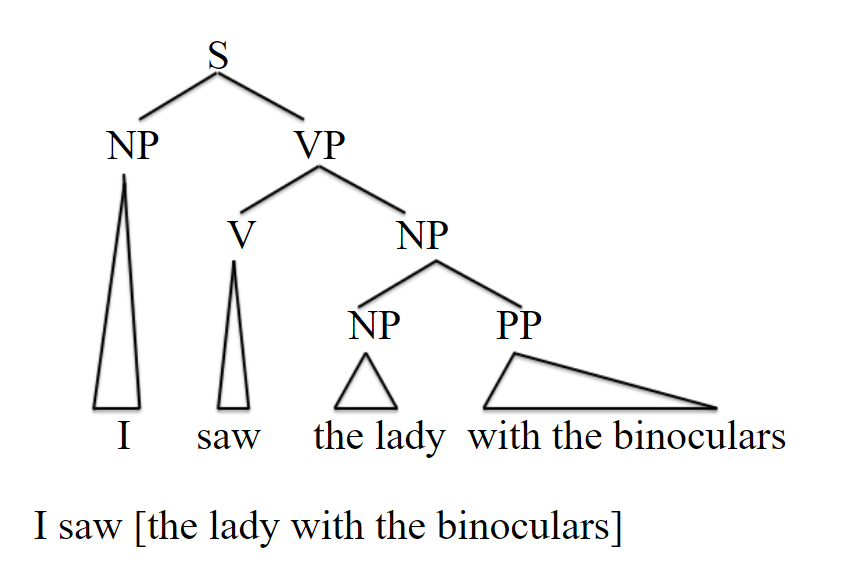 S
NP VP
V NP
NP PP
I saw the lady with the binoculars
I saw [the lady with the binoculars]